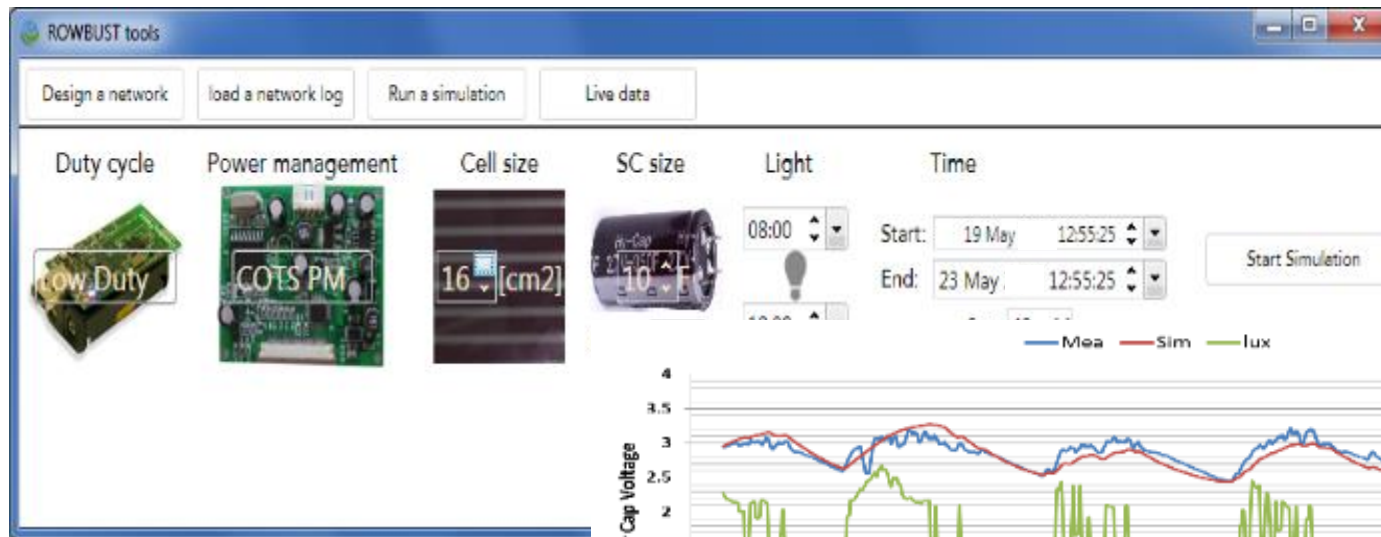 ROWBUST tools
Design a network
load a network log
Run a simulation
Live data
Duty cycle
Power management
Cell size
SC size
Light
Time
Low Duty
COTS PM
16 [cm2]
10 F
08:00
Start: 19 May 12:55:25
End: 23 May. 12:55:25
Start Simulation
Mea Sim lux
4
3.5
3
2.5
2
Cap Voltage